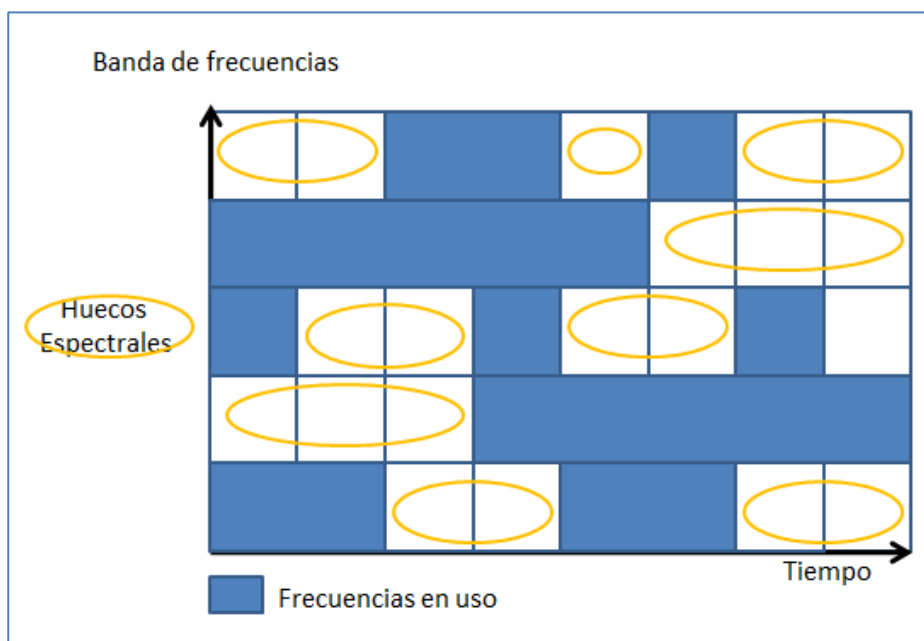 Banda de frecuencias
Huecos
Espectrales
Tiempo
Frecuencias en uso